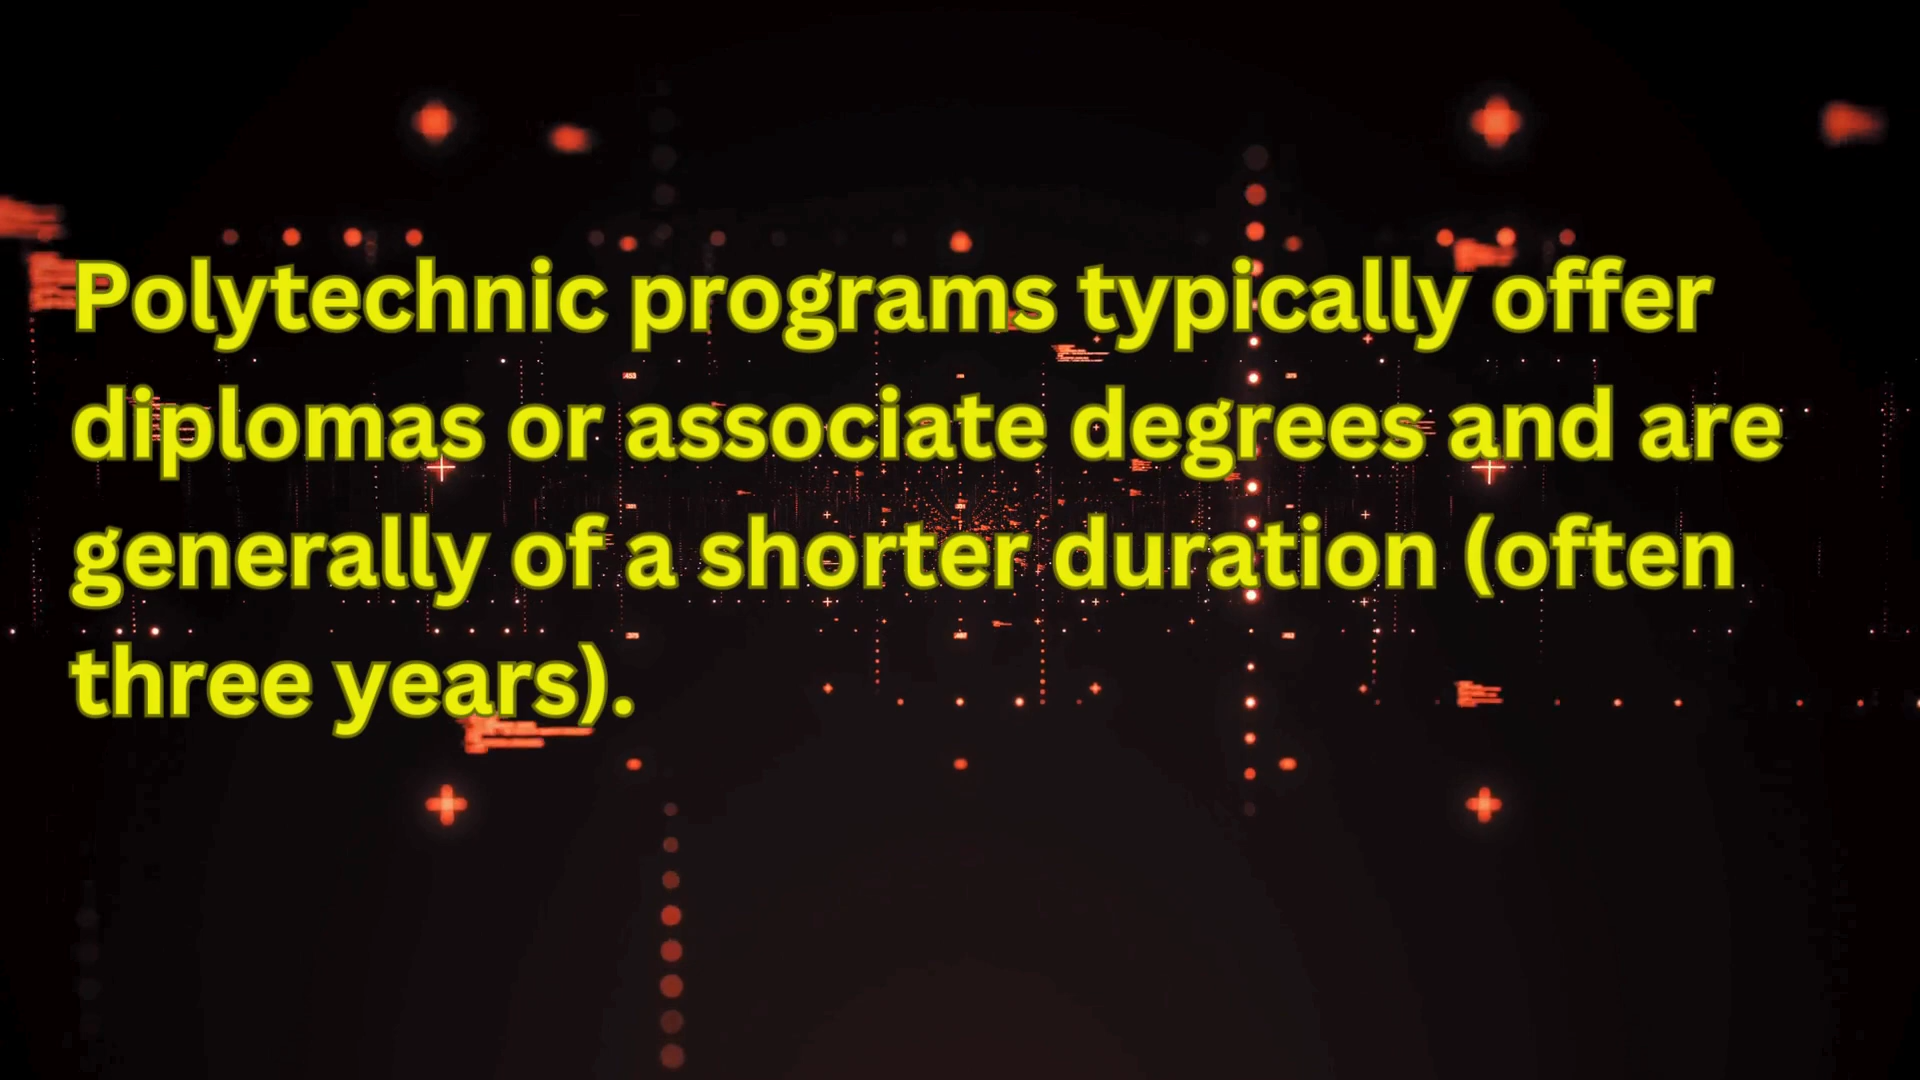 Polytechnic programs typically offer
diplomas or associate degrees and are
generally of a shorter duration (often
three years).